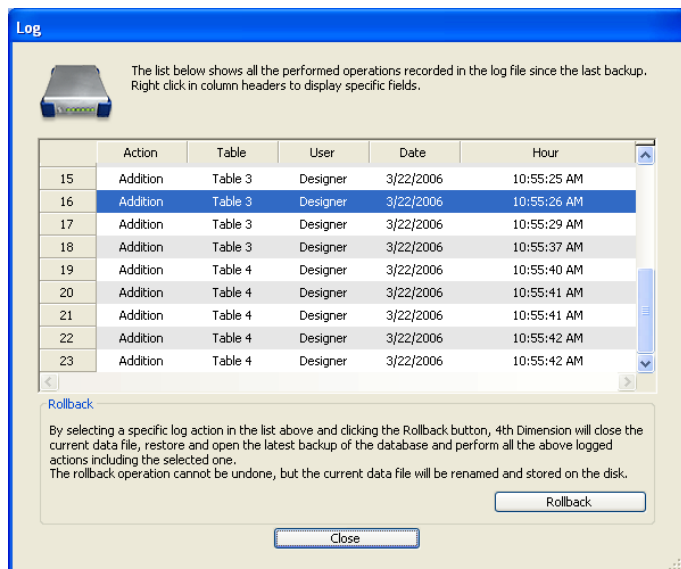 Log
The list below shows all the performed operations recorded in the log file since the last backup.
Right click in column headers to display specific fields.
Action Table User Date Hour
15 Addition Table 3 Designer 3/22/2006 10:55:25 AM
16 Addition Table 3 Designer 3/22/2006 10:55:26 AM
17 Addition Table 3 Designer 3/22/2006 10:55:29 AM
18 Addition Table 3 Designer 3/22/2006 10:55:37 AM
19 Addition Table 4 Designer 3/22/2006 10:55:40 AM
20 Addition Table 4 Designer 3/22/2006 10:55:41 AM
21 Addition Table 4 Designer 3/22/2006 10:55:41 AM
22 Addition Table 4 Designer 3/22/2006 10:55:42 AM
23 Addition Table 4 Designer 3/22/2006 10:55:42 AM
Rollback
By selecting a specific log action in the list above and clicking the Rollback button, 4th Dimension will close the
current data file, restore and open the latest backup of the database and perform all the above logged
actions including the selected one.
The rollback operation cannot be undone, but the current data file will be renamed and stored on the disk.
Rollback
Close